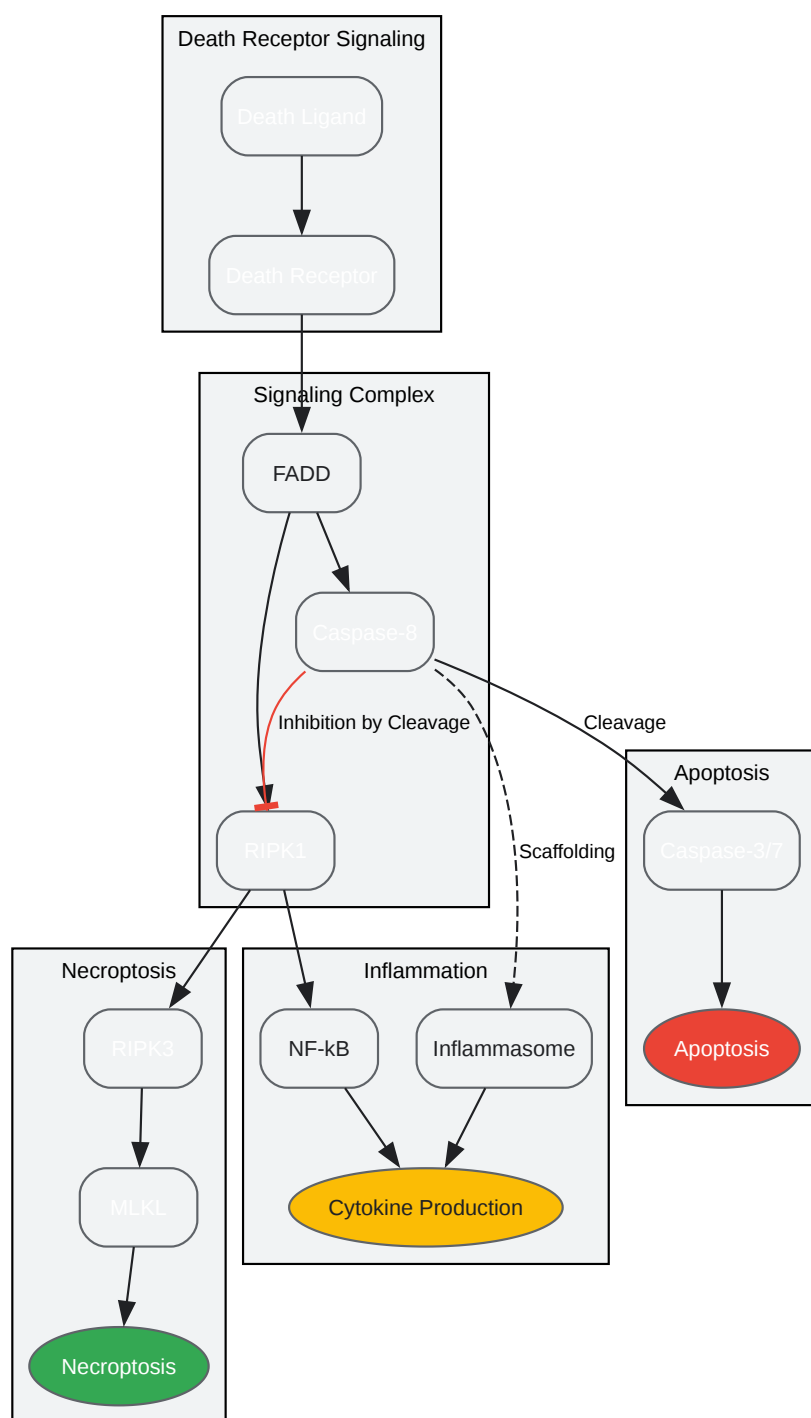 Death Receptor Signaling
Death Ligand
Death Receptor
Signaling Complex
FADD
Caspase-8
Inhibition by Cleavage
Cleavage
RIPK1
Scaffolding
Apoptosis
Caspase-3/7
Apoptosis
Necroptosis
RIPK3
MLKL
Necroptosis
Inflammation
NF-kB
Inflammasome
Cytokine Production